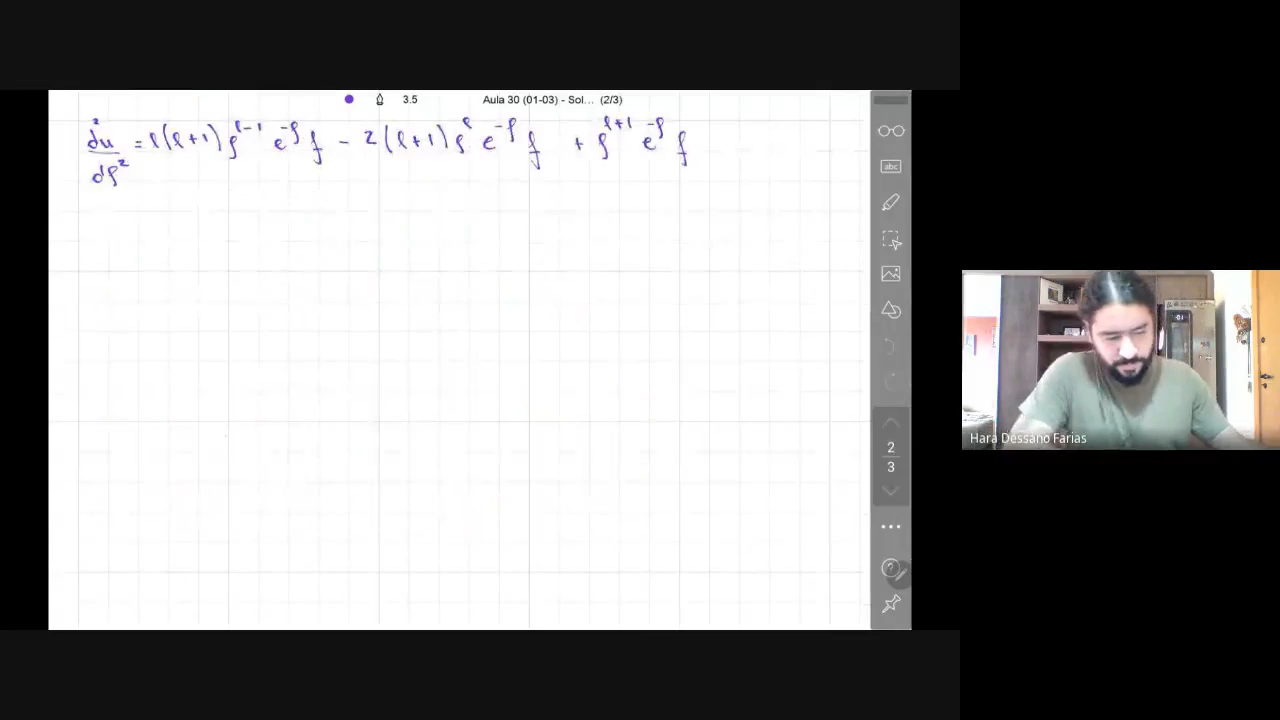 3.5 Aula 30 (01-03) - Sol... (2/3)
d²u/dρ² = l(l+1)ρ^{l-1} e^{-ρ} f - 2(l+1)ρ^l e^{-ρ} f + ρ^{l+1} e^{-ρ} f
abc
2
3
?
Hara Dessano Farias